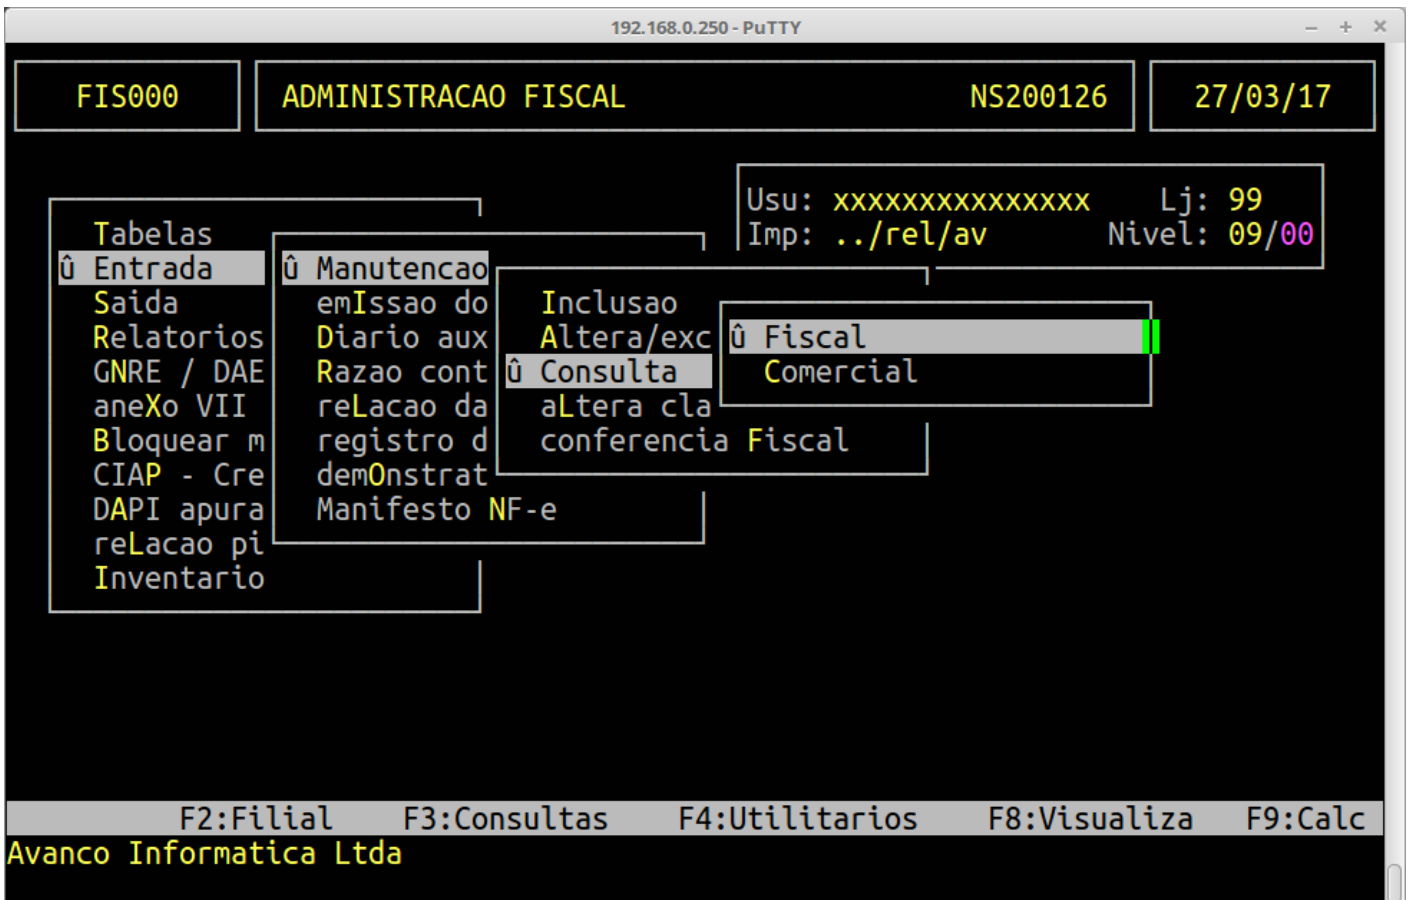 192.168.0.250 - PuTTY
FIS000 ADMINISTRACAO FISCAL NS200126 27/03/17
Usu: xxxxxxxxxxxxxxx Lj: 99
Tabelas Imp: ../rel/av Nivel: 09/00
û Entrada û Manutencao
Saida emIssao do Inclusao
Relatorios Diario aux Altera/exc û Fiscal
GNRE / DAE Razao cont û Consulta Comercial
aneXo VII reLacao da aLtera cla
Bloquear m registro d conferencia Fiscal
CIAP - Cre demOnstrat
DAPI apura Manifesto NF-e
reLacao pi
Inventario
F2:Filial F3:Consultas F4:Utilitarios F8:Visualiza F9:Calc
Avanco Informatica Ltda